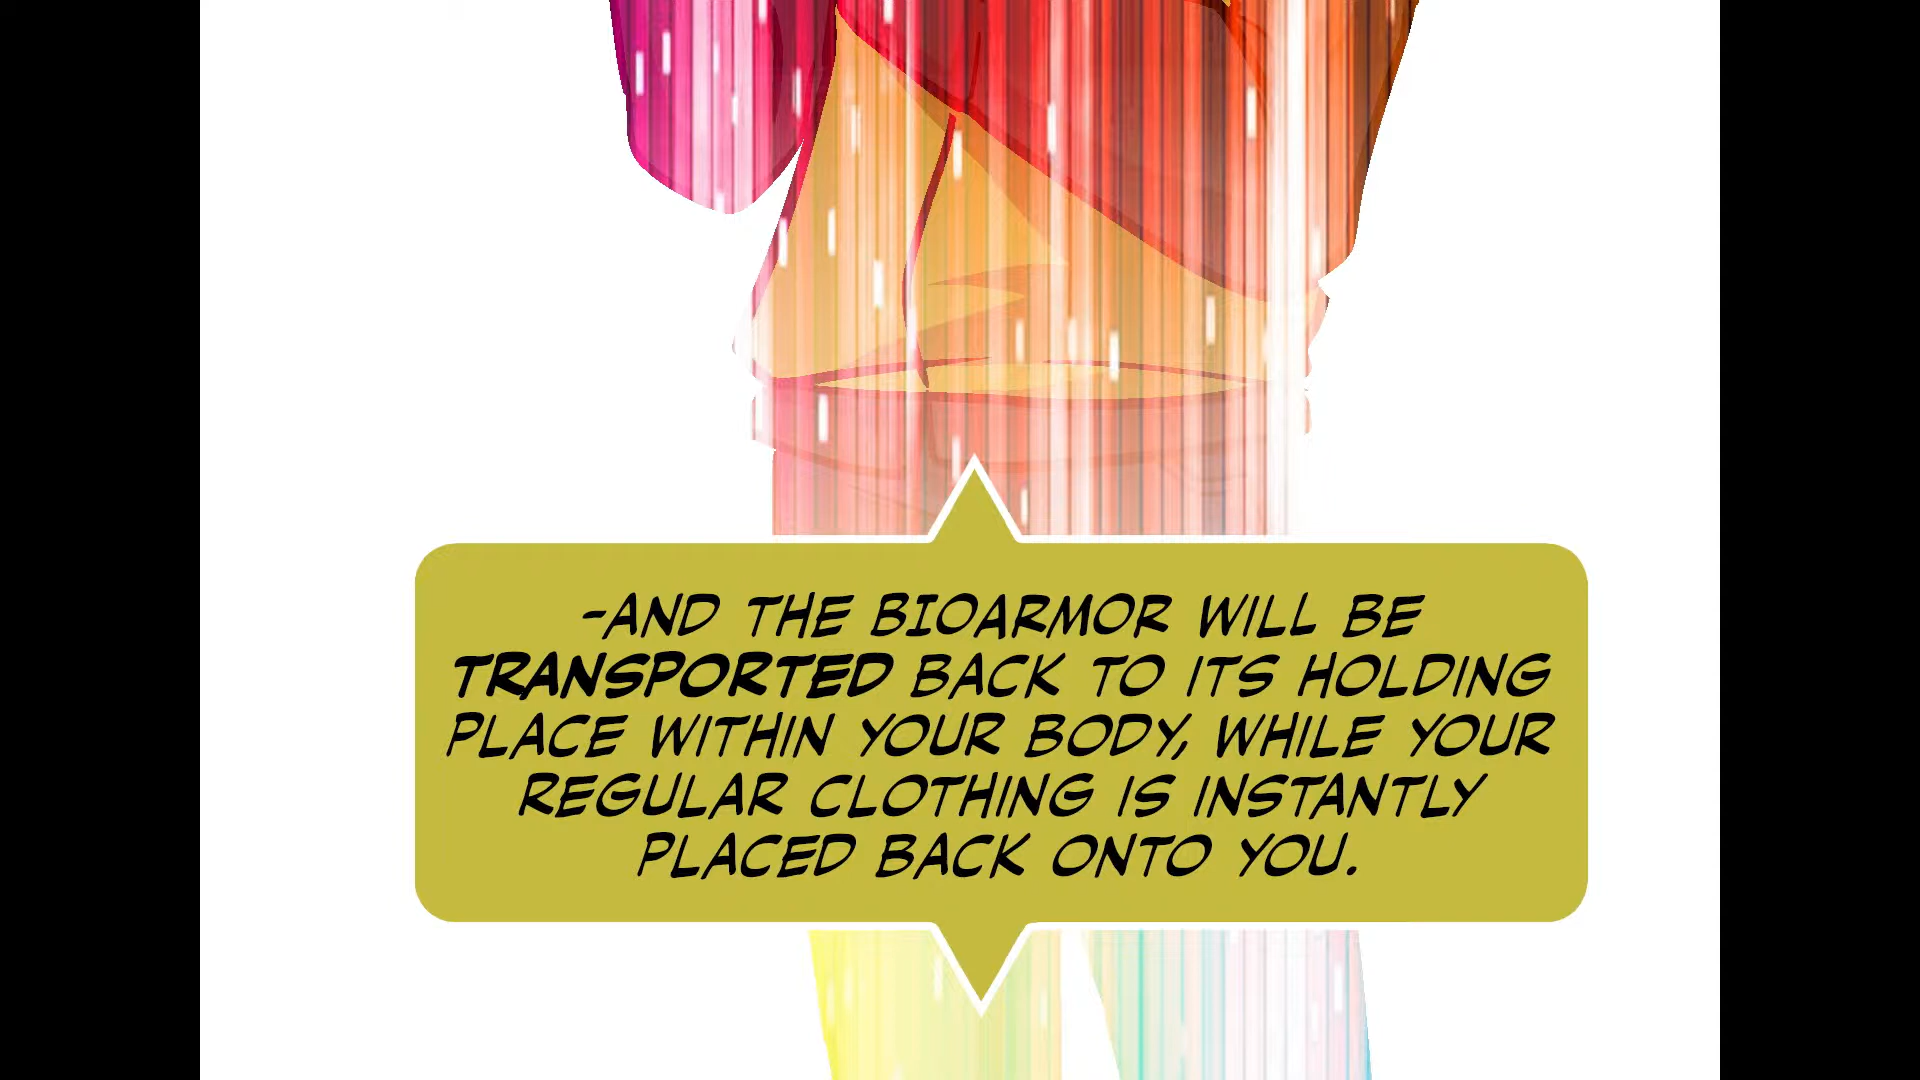 -AND THE BIOARMOR WILL BE
TRANSPORTED BACK TO ITS HOLDING
PLACE WITHIN YOUR BODY, WHILE YOUR
REGULAR CLOTHING IS INSTANTLY
PLACED BACK ONTO YOU.